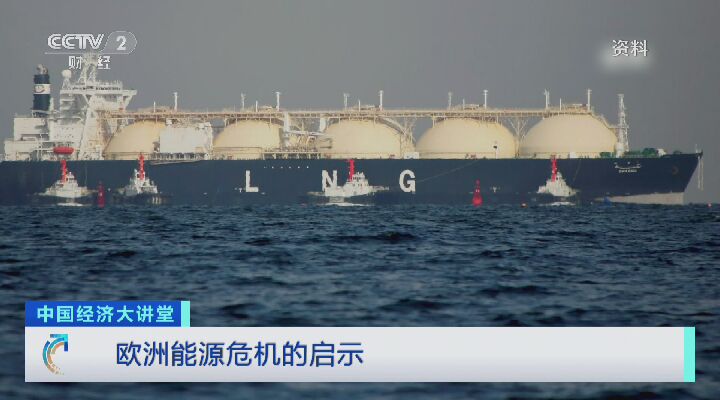 CCTV 2
财经
资料
L N G
中国经济大讲堂
欧洲能源危机的启示